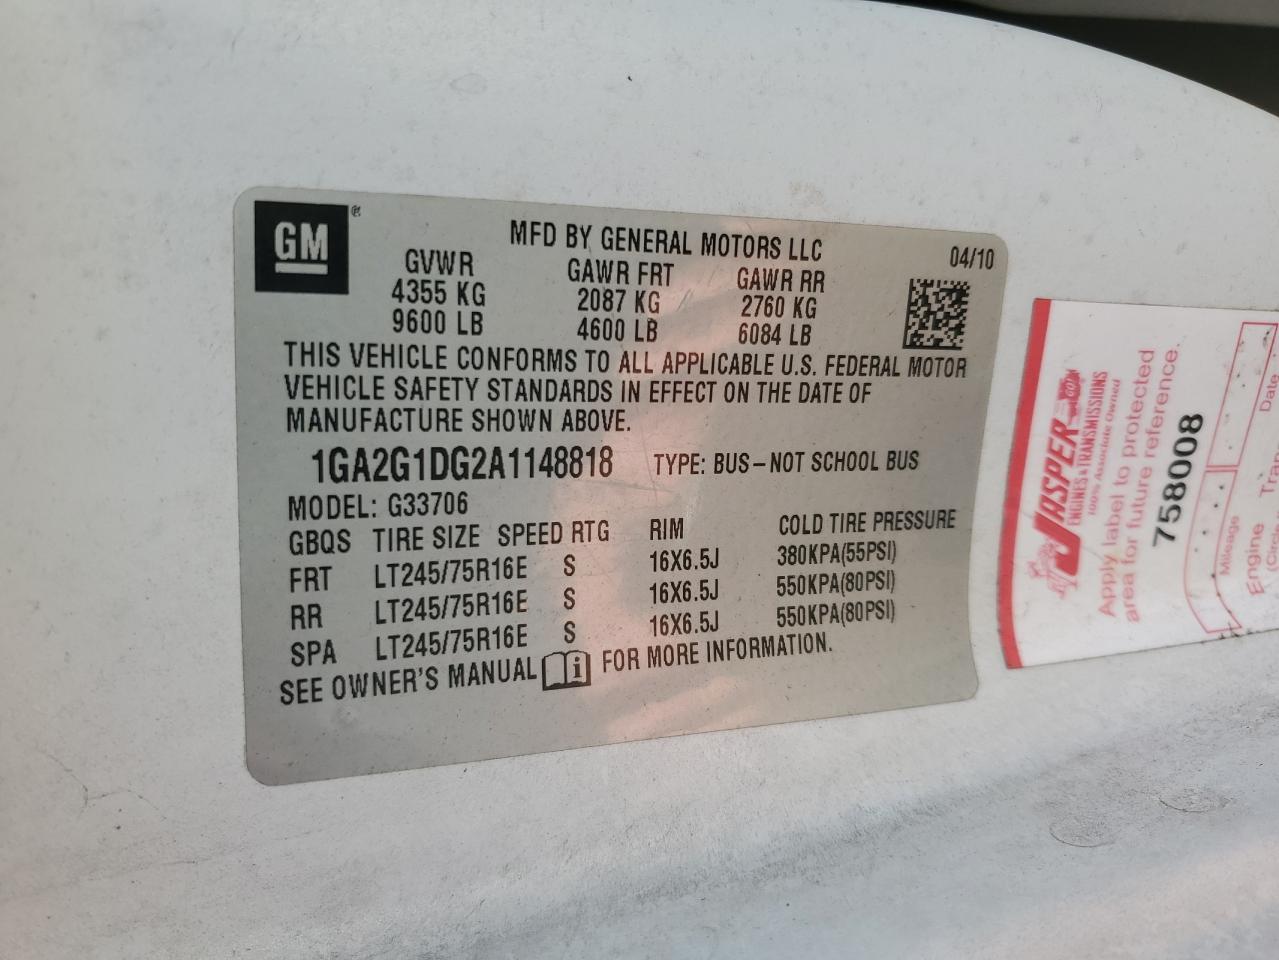 GM
MFD BY GENERAL MOTORS LLC 04/10
GVWR GAWR FRT GAWR RR
4355 KG 2087 KG 2760 KG
9600 LB 4600 LB 6084 LB
THIS VEHICLE CONFORMS TO ALL APPLICABLE U.S. FEDERAL MOTOR
VEHICLE SAFETY STANDARDS IN EFFECT ON THE DATE OF
MANUFACTURE SHOWN ABOVE.
1GA2G1DG2A1148818 TYPE: BUS–NOT SCHOOL BUS
MODEL: G33706
GBQS TIRE SIZE SPEED RTG RIM COLD TIRE PRESSURE
FRT LT245/75R16E S 16X6.5J 380KPA(55PSI)
RR LT245/75R16E S 16X6.5J 550KPA(80PSI)
SPA LT245/75R16E S 16X6.5J 550KPA(80PSI)
SEE OWNER'S MANUAL i FOR MORE INFORMATION.
JASPER
ENGINES & TRANSMISSIONS
100% Associate Owned
Apply label to protected
area for future reference.
758008
Mileage
Date
Engine